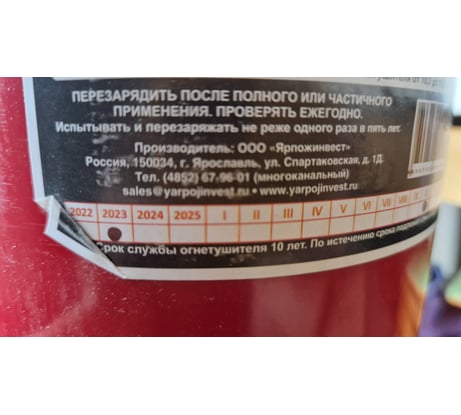 ПЕРЕЗАРЯДИТЬ ПОСЛЕ ПОЛНОГО ИЛИ ЧАСТИЧНОГО
ПРИМЕНЕНИЯ. ПРОВЕРЯТЬ ЕЖЕГОДНО.
Испытывать и перезаряжать не реже одного раза в пять лет.
Производитель: ООО «Ярпожинвест»
Россия, 150034, г. Ярославль, ул. Спартаковская, д. 1Д.
Тел. (4852) 67-96-01 (многоканальный)
sales@yarpojinvest.ru • www.yarpojinvest.ru
2022 2023 2024 2025 I II III IV V VI VII VIII
Срок службы огнетушителя 10 лет. По истечению срока подлежит